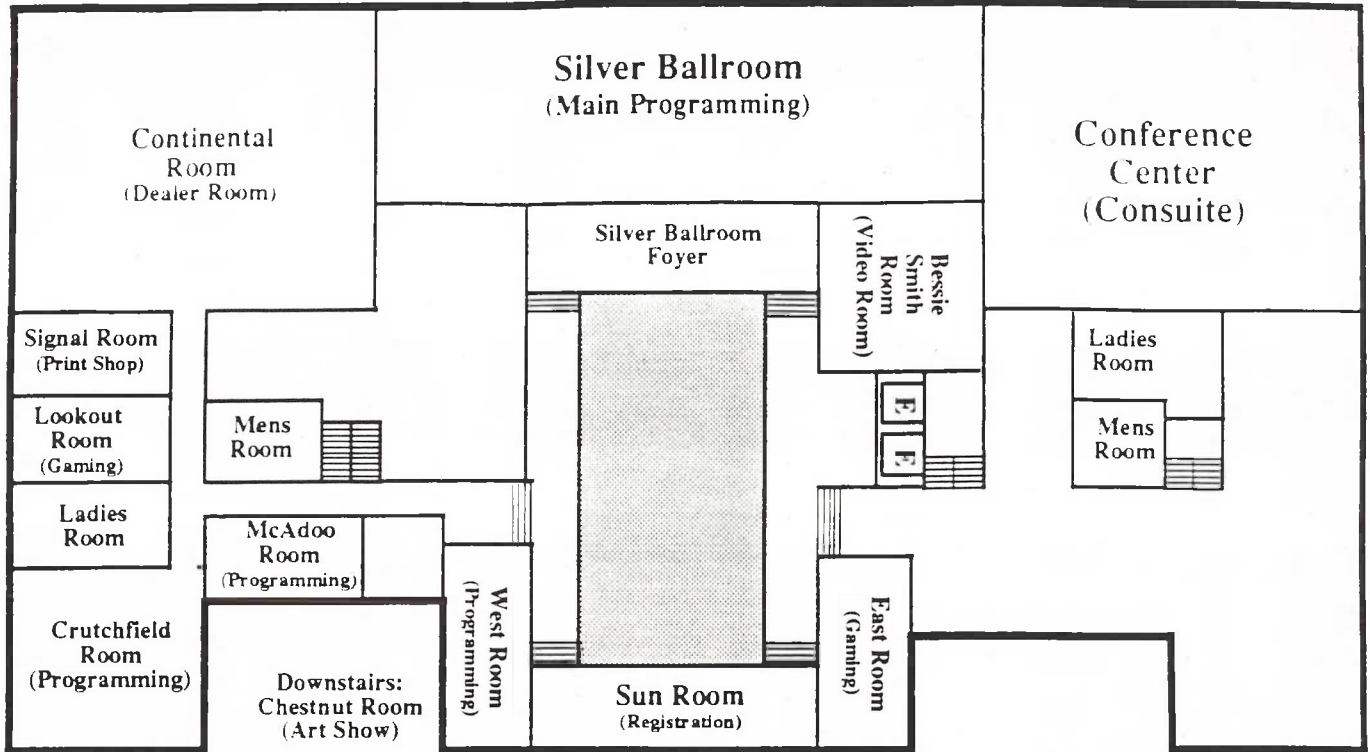 Silver Ballroom
(Main Programming)
Continental
Room
(Dealer Room)
Conference
Center
(Consuite)
Silver Ballroom
Foyer
Bessie
Smith
Room
(Video Room)
Signal Room
(Print Shop)
Ladies
Room
Lookout
Room
(Gaming)
Mens
Room
E
E
Mens
Room
Ladies
Room
McAdoo
Room
(Programming)
West Room
(Programming)
East Room
(Gaming)
Crutchfield
Room
(Programming)
Downstairs:
Chestnut Room
(Art Show)
Sun Room
(Registration)